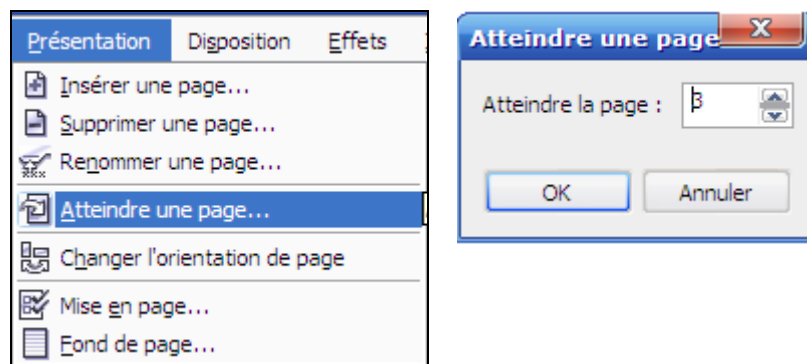 Présentation Disposition Effets
Insérer une page...
Supprimer une page...
Renommer une page...
Atteindre une page...
Changer l'orientation de page
Mise en page...
Fond de page...
Atteindre une page
Atteindre la page : 3
OK Annuler